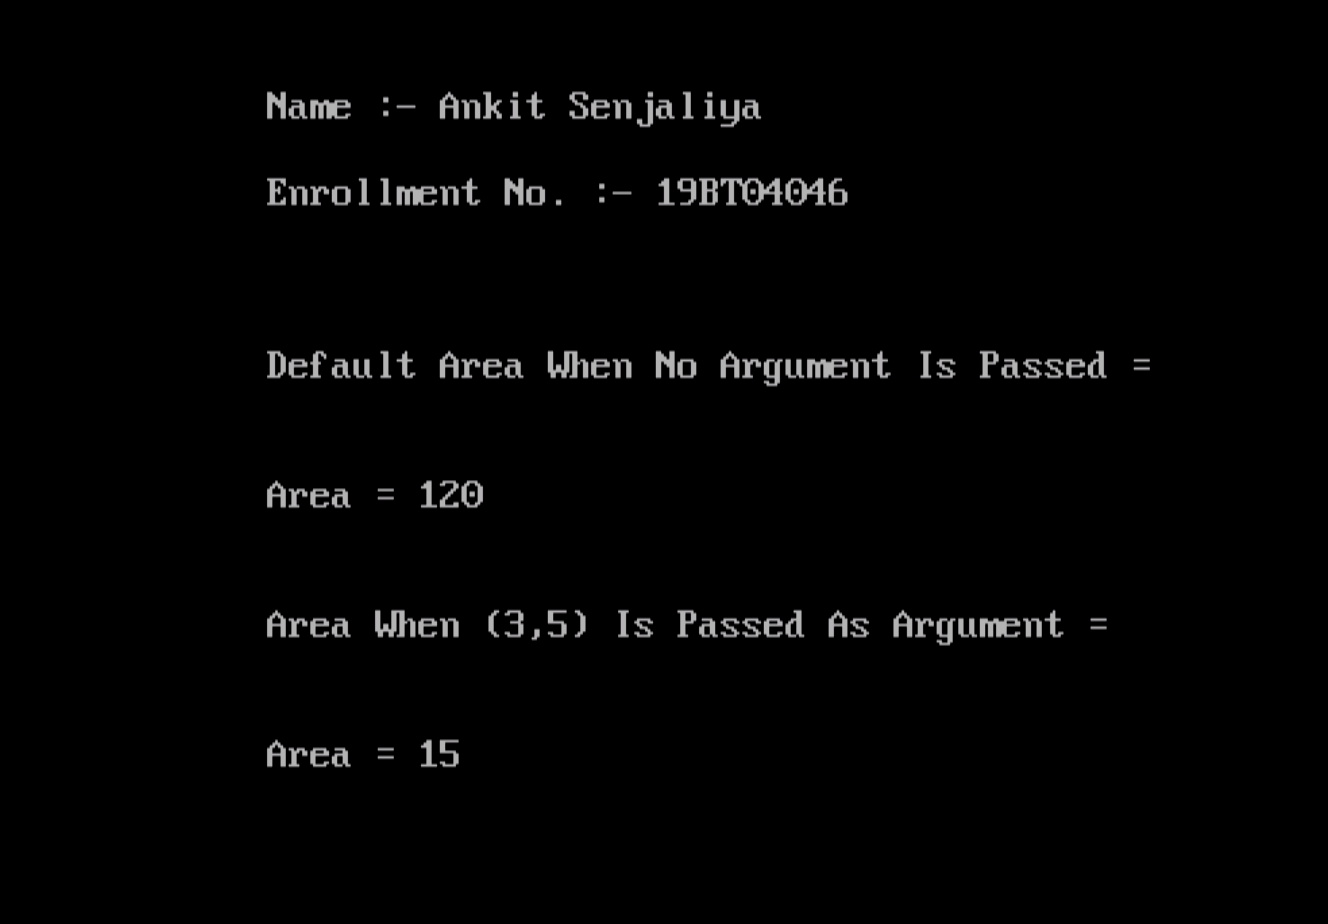 Name :- Ankit Senjaliya
Enrollment No. :- 19BT04046
Default Area When No Argument Is Passed =
Area = 120
Area When (3,5) Is Passed As Argument =
Area = 15